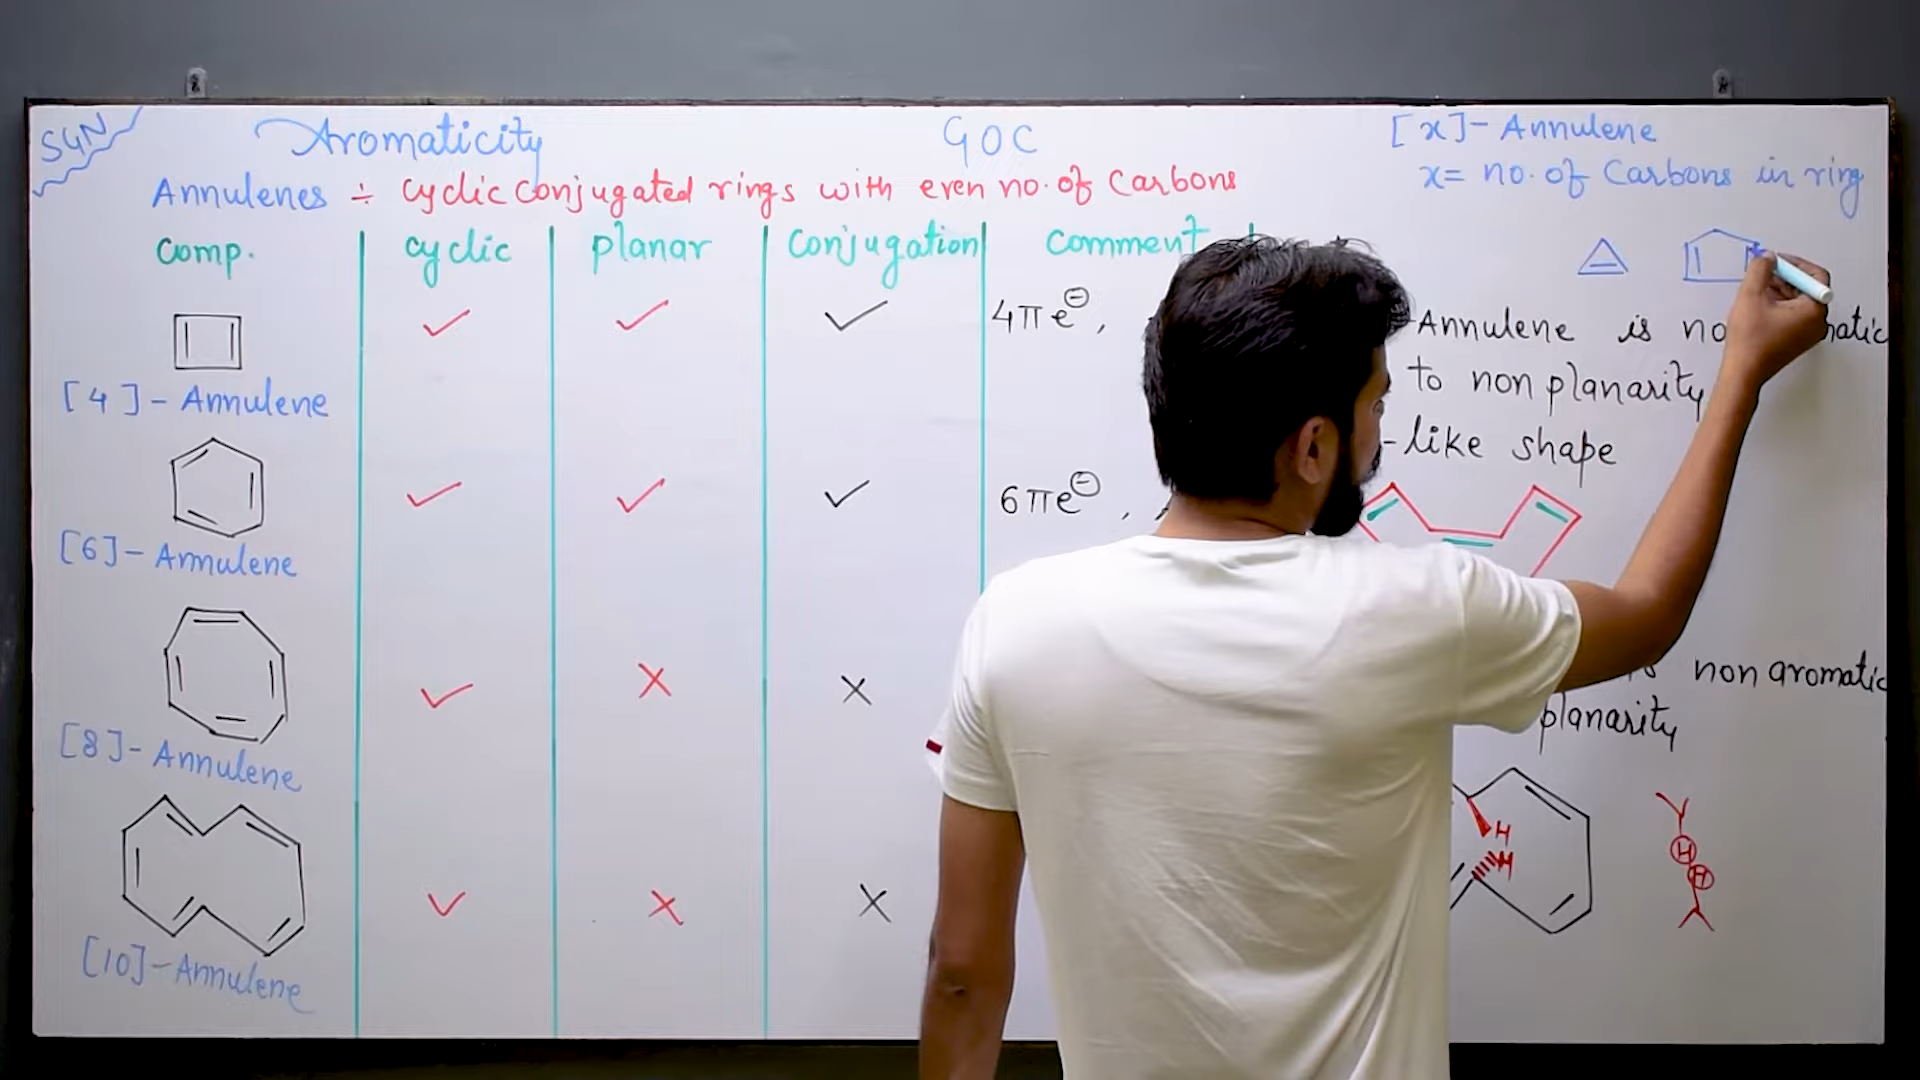 SGN
Aromaticity
GOC
[x]- Annulene
x= no. of Carbons in ring
Annulenes ÷ cyclic conjugated rings with even no. of Carbons
Comp.
cyclic
planar
Conjugation
Comment
[4]- Annulene
4πe⊖,
[6]- Annulene
6πe⊖,
[8]- Annulene
[10]- Annulene
Annulene is
to non planarity
-like shape
non aromatic
planarity
H
H
H
H